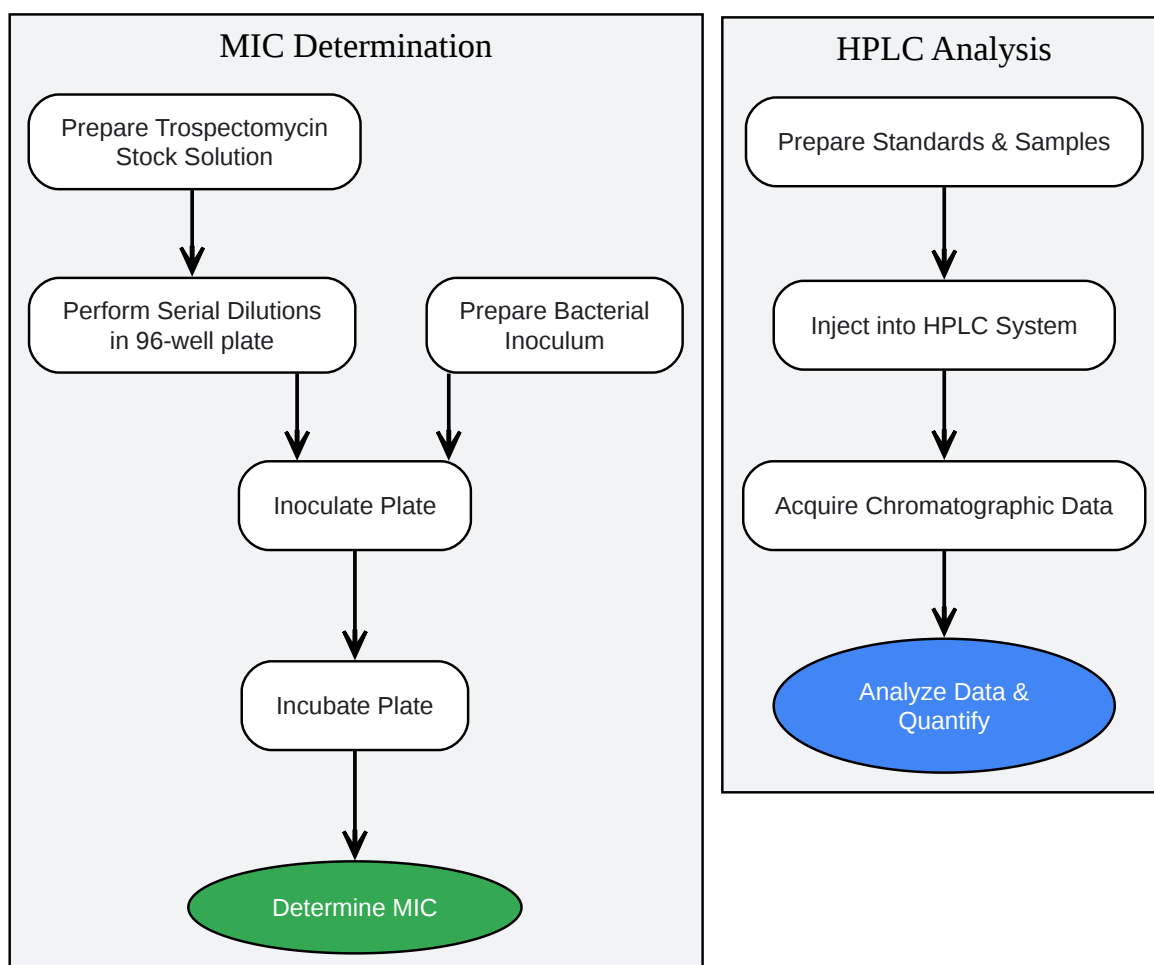 MIC Determination
Prepare Trospectomycin
Stock Solution
Perform Serial Dilutions
in 96-well plate
Prepare Bacterial
Inoculum
Inoculate Plate
Incubate Plate
Determine MIC
HPLC Analysis
Prepare Standards & Samples
Inject into HPLC System
Acquire Chromatographic Data
Analyze Data &
Quantify